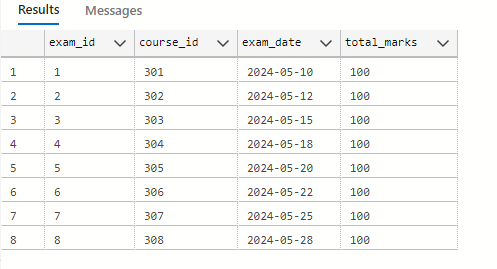 Results Messages
exam_id course_id exam_date total_marks
1 1 301 2024-05-10 100
2 2 302 2024-05-12 100
3 3 303 2024-05-15 100
4 4 304 2024-05-18 100
5 5 305 2024-05-20 100
6 6 306 2024-05-22 100
7 7 307 2024-05-25 100
8 8 308 2024-05-28 100